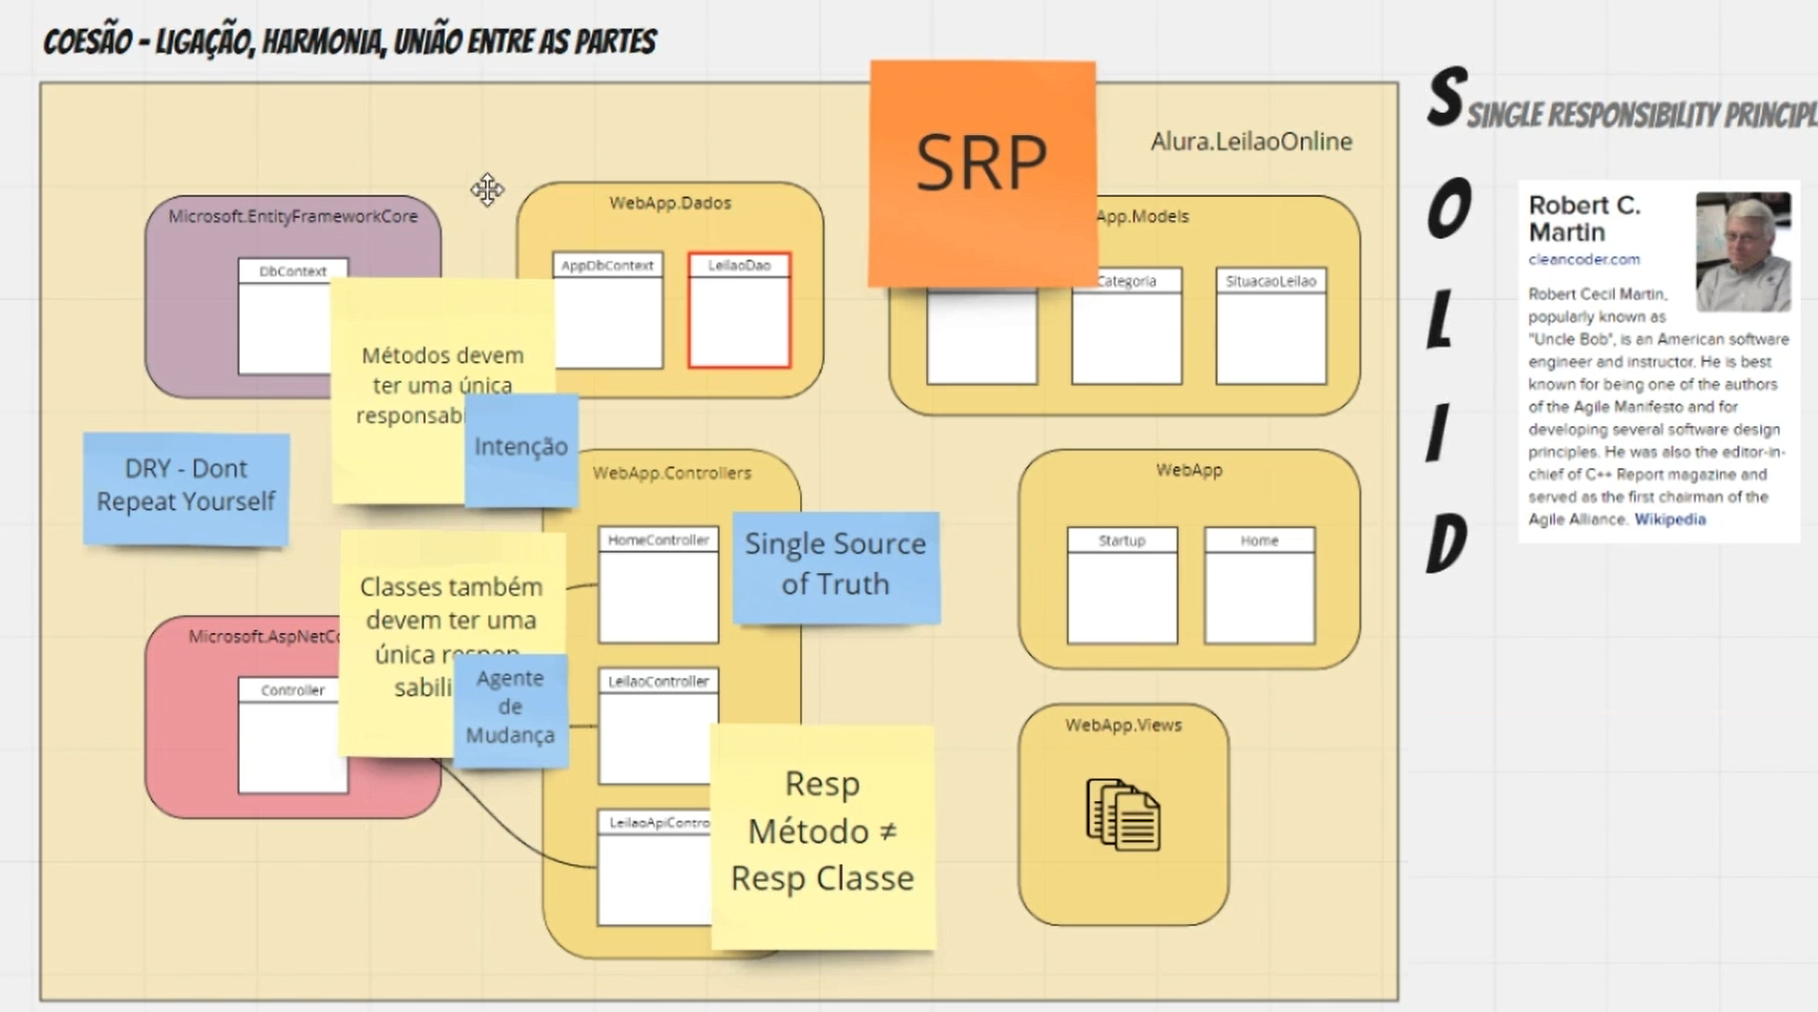 COESÃO - LIGAÇÃO, HARMONIA, UNIÃO ENTRE AS PARTES
SRP
Alura.LeilaoOnline
Microsoft.EntityFrameworkCore
DbContext
WebApp.Dados
AppDbContext
LeilaoDao
App.Models
Categoria
SituacaoLeilao
Métodos devem
ter uma única
responsabi
Intenção
DRY - Dont
Repeat Yourself
WebApp.Controllers
HomeController
LeilaoController
LeilaoApiContro
Single Source
of Truth
WebApp
Startup
Home
Classes também
devem ter uma
única respon-
sabili
Agente
de
Mudança
Microsoft.AspNetCo
Controller
Resp
Método ≠
Resp Classe
WebApp.Views
S SINGLE RESPONSIBILITY PRINCIPL
O
L
I
D
Robert C.
Martin
cleancoder.com
Robert Cecil Martin,
popularly known as
"Uncle Bob", is an American software
engineer and instructor. He is best
known for being one of the authors
of the Agile Manifesto and for
developing several software design
principles. He was also the editor-in-
chief of C++ Report magazine and
served as the first chairman of the
Agile Alliance. Wikipedia